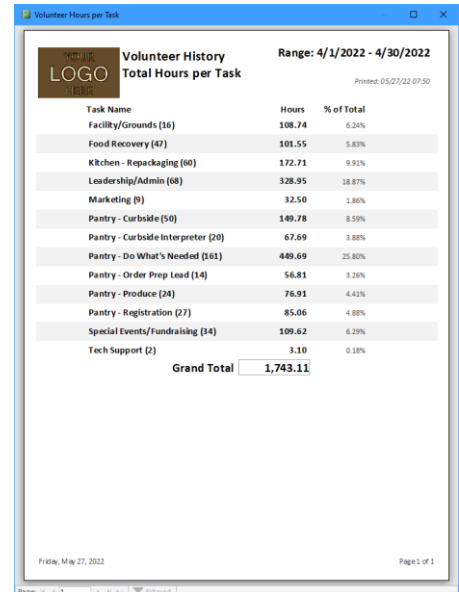 Volunteer Hours per Task
YOUR
LOGO
HERE
Volunteer History
Total Hours per Task
Range: 4/1/2022 - 4/30/2022
Printed: 05/27/22 07:50
Task Name Hours % of Total
Facility/Grounds (16) 108.74 6.24%
Food Recovery (47) 101.55 5.83%
Kitchen - Repackaging (60) 172.71 9.91%
Leadership/Admin (68) 328.95 18.87%
Marketing (9) 32.50 1.86%
Pantry - Curbside (50) 149.78 8.59%
Pantry - Curbside Interpreter (20) 67.69 3.88%
Pantry - Do What's Needed (161) 449.69 25.80%
Pantry - Order Prep Lead (14) 56.81 3.26%
Pantry - Produce (24) 76.91 4.41%
Pantry - Registration (27) 85.06 4.88%
Special Events/Fundraising (34) 109.62 6.29%
Tech Support (2) 3.10 0.18%
Grand Total 1,743.11
Friday, May 27, 2022 Page 1 of 1
Page: 1 Filtered